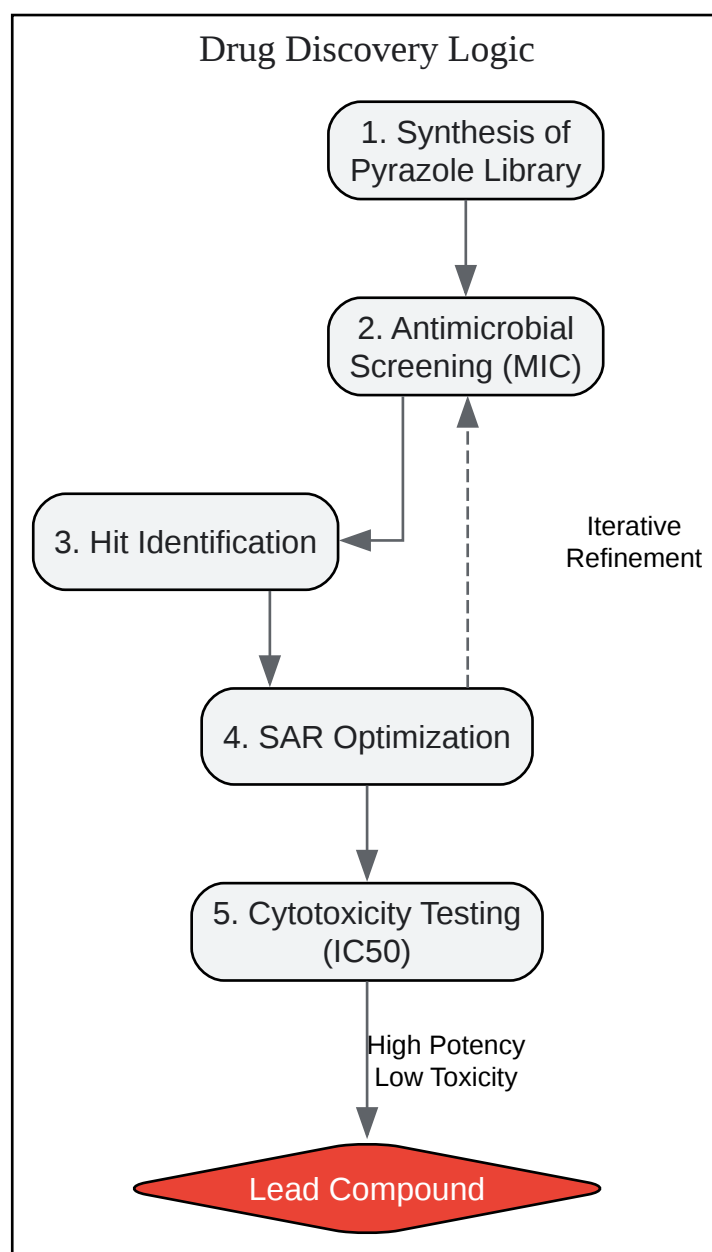 Drug Discovery Logic
1. Synthesis of
Pyrazole Library
2. Antimicrobial
Screening (MIC)
3. Hit Identification
Iterative
Refinement
4. SAR Optimization
5. Cytotoxicity Testing
(IC50)
High Potency
Low Toxicity
Lead Compound